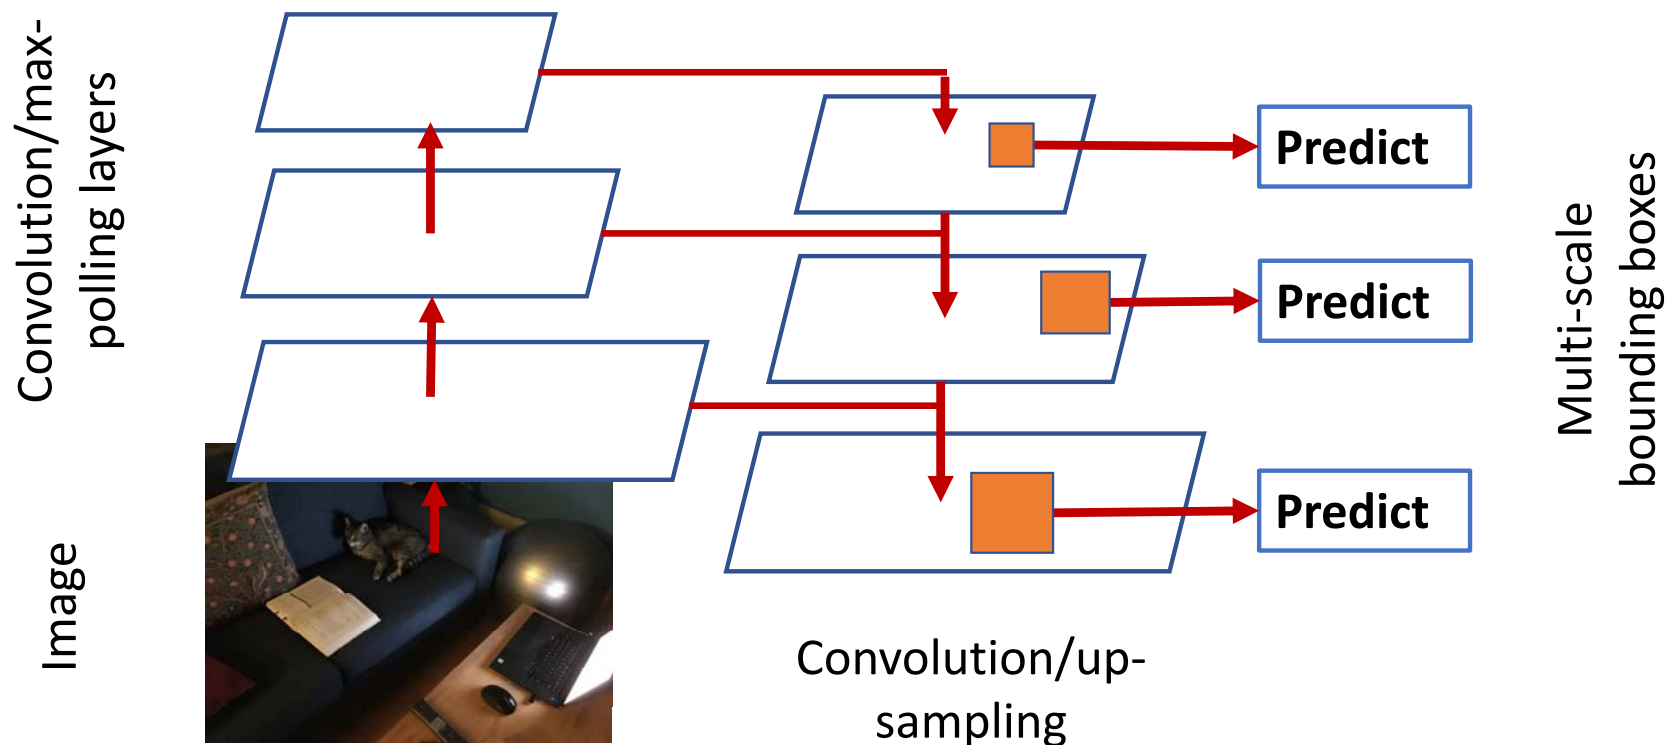 Convolution/max-
polling layers
Image
Convolution/up-
sampling
Predict
Predict
Predict
Multi-scale
bounding boxes